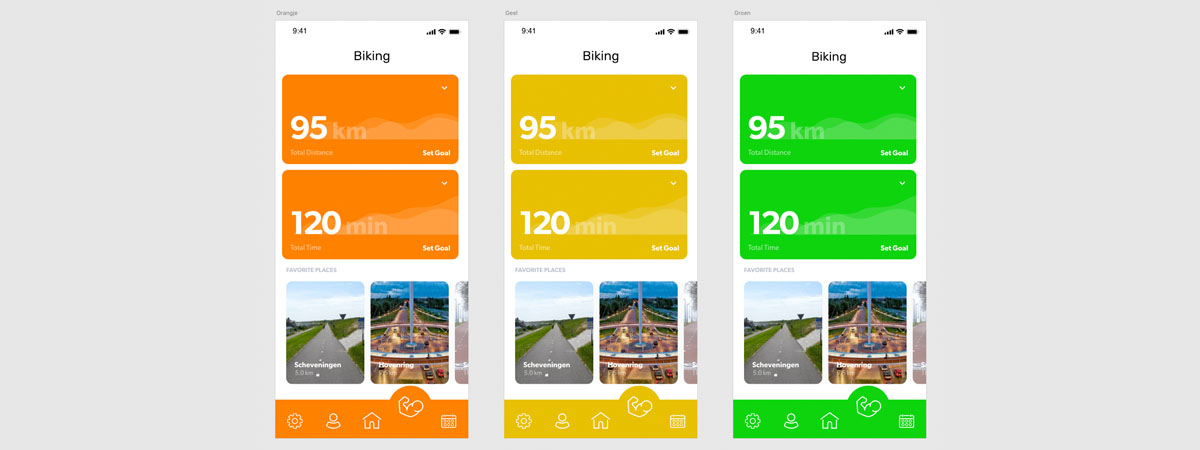 Orangje
9:41
Biking
95 km
Total Distance
Set Goal
120 min
Total Time
Set Goal
FAVORITE PLACES
Scheveningen
5.0 km
Hovenring
Geel
9:41
Biking
95 km
Total Distance
Set Goal
120 min
Total Time
Set Goal
FAVORITE PLACES
Scheveningen
5.0 km
Hovenring
Groen
9:41
Biking
95 km
Total Distance
Set Goal
120 min
Total Time
Set Goal
FAVORITE PLACES
Scheveningen
5.0 km
Hovenring